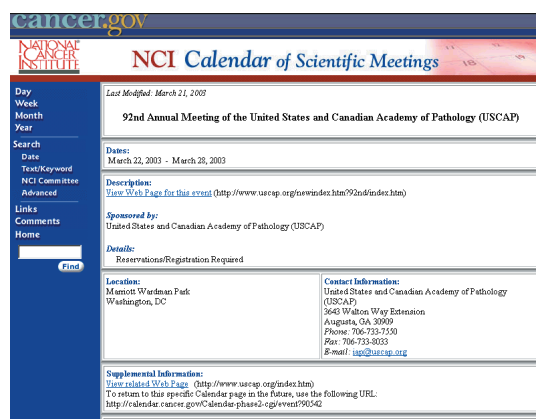 cancer.gov
NATIONAL
CANCER
INSTITUTE
NCI Calendar of Scientific Meetings
Day
Week
Month
Year
Search
Date
Text/Keyword
NCI Committee
Advanced
Links
Comments
Home
Find
Last Modified: March 21, 2003
92nd Annual Meeting of the United States and Canadian Academy of Pathology (USCAP)
Dates:
March 22, 2003 - March 28, 2003
Description:
View Web Page for this event (http://www.uscap.org/newindex.htm?92nd/index.htm)
Sponsored by:
United States and Canadian Academy of Pathology (USCAP)
Details:
Reservations/Registration Required
Location:
Marriott Wardman Park
Washington, DC
Contact Information:
United States and Canadian Academy of Pathology
(USCAP)
3643 Walton Way Extension
Augusta, GA 30909
Phone: 706-733-7550
Fax: 706-733-8033
E-mail: iap@uscap.org
Supplemental Information:
View related Web Page (http://www.uscap.org/index.htm)
To return to this specific Calendar page in the future, use the following URL:
http://calendar.cancer.gov/Calendar-phase2-cgi/event?90542